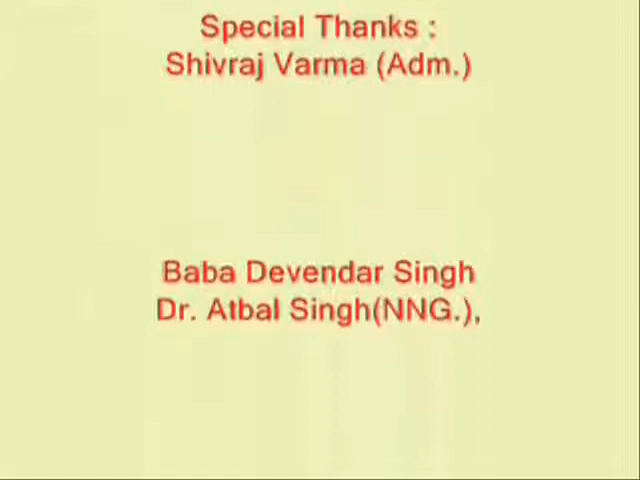 Special Thanks :
Shivraj Varma (Adm.)
Baba Devendar Singh
Dr. Atbal Singh(NNG.),